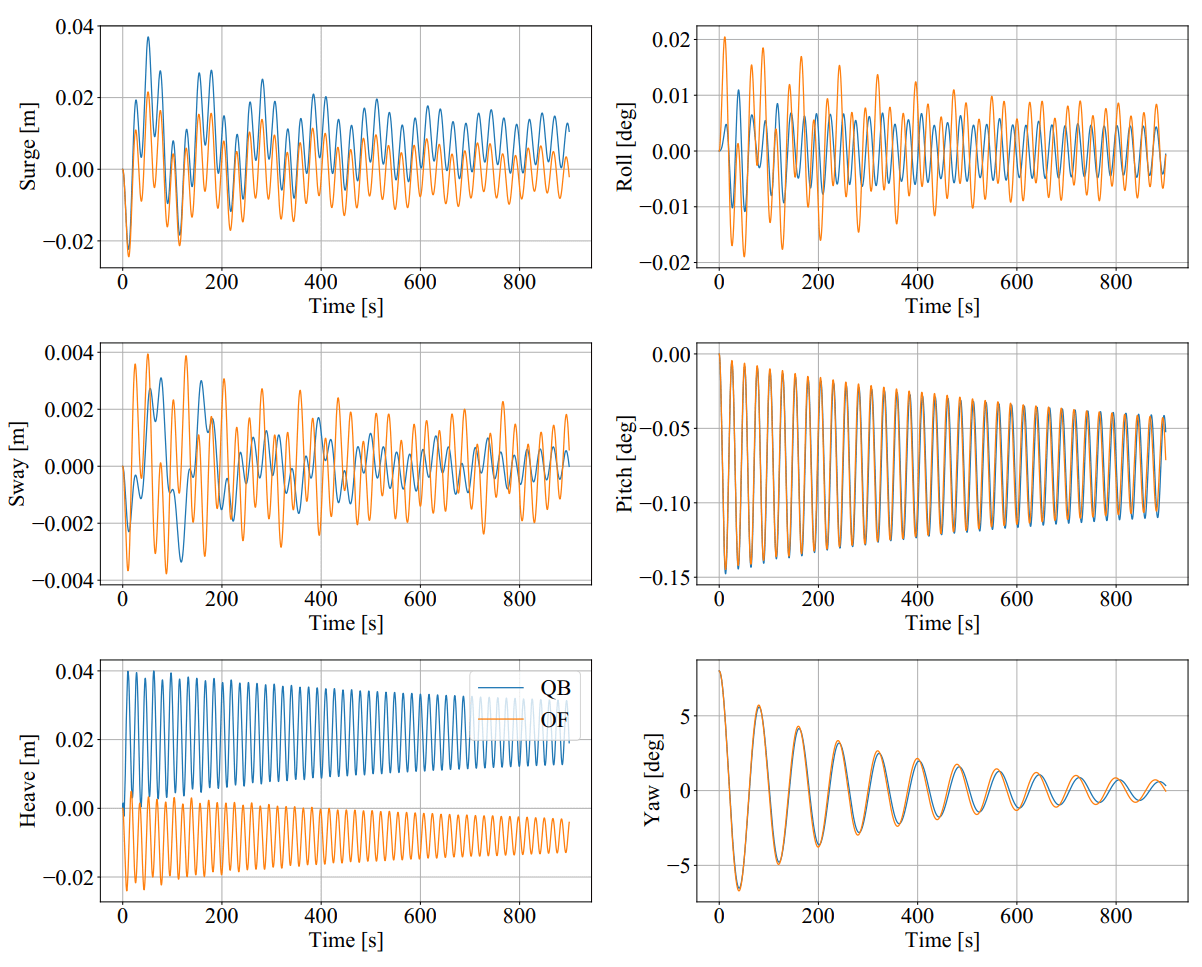 Surge [m]
0.04
0.02
0.00
−0.02
0 200 400 600 800
Time [s]
Roll [deg]
0.02
0.01
0.00
−0.01
−0.02
0 200 400 600 800
Time [s]
Sway [m]
0.004
0.002
0.000
−0.002
−0.004
0 200 400 600 800
Time [s]
Pitch [deg]
0.00
−0.05
−0.10
−0.15
0 200 400 600 800
Time [s]
Heave [m]
0.04
0.02
0.00
−0.02
QB
OF
0 200 400 600 800
Time [s]
Yaw [deg]
5
0
−5
0 200 400 600 800
Time [s]